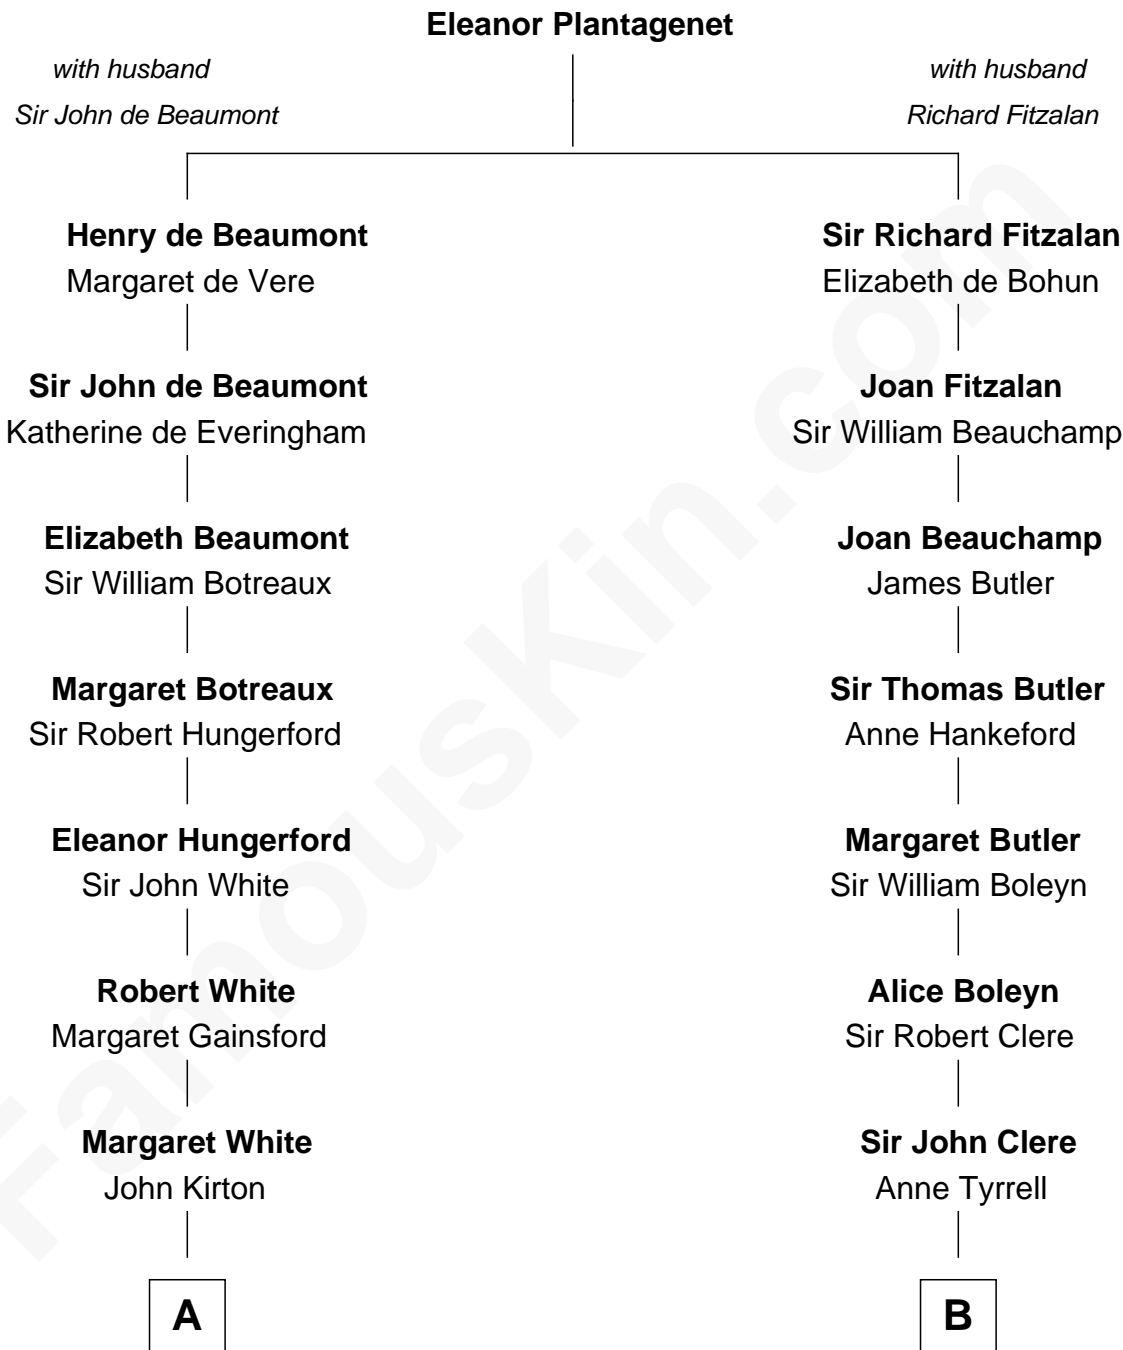 Eleanor Plantagenet
with husband
Sir John de Beaumont
with husband
Richard Fitzalan
Henry de Beaumont
Margaret de Vere
Sir Richard Fitzalan
Elizabeth de Bohun
Sir John de Beaumont
Katherine de Everingham
Joan Fitzalan
Sir William Beauchamp
Elizabeth Beaumont
Sir William Botreaux
Joan Beauchamp
James Butler
Margaret Botreaux
Sir Robert Hungerford
Sir Thomas Butler
Anne Hankeford
Eleanor Hungerford
Sir John White
Margaret Butler
Sir William Boleyn
Robert White
Margaret Gainsford
Alice Boleyn
Sir Robert Clere
Margaret White
John Kirton
Sir John Clere
Anne Tyrrell
A
B
FamousKin.com